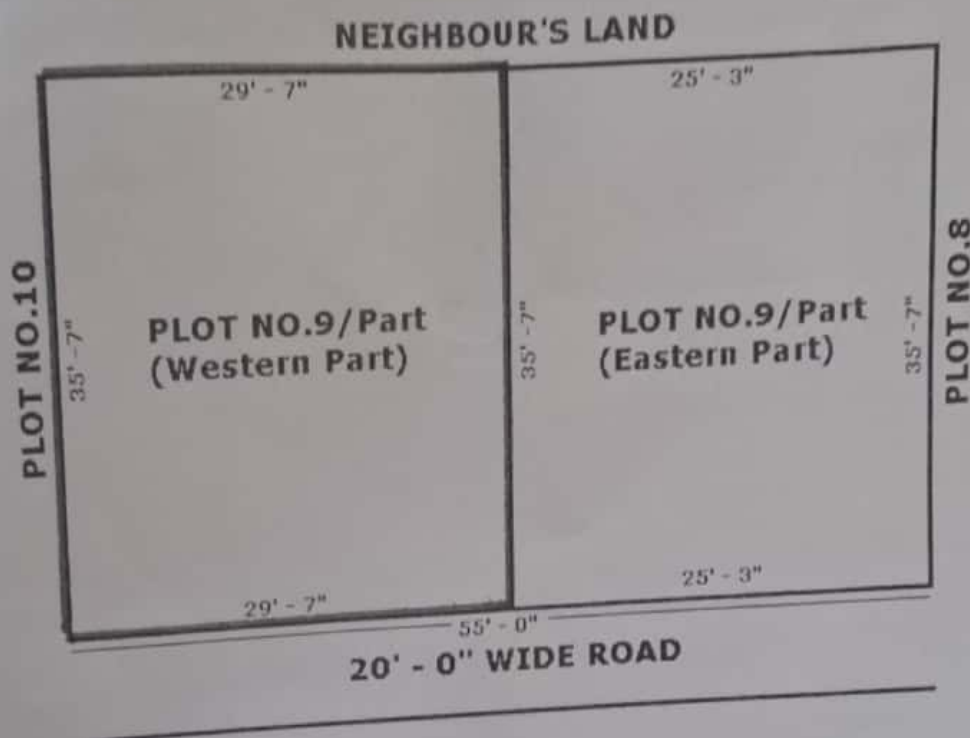 NEIGHBOUR'S LAND
29' - 7"
25' - 3"
PLOT NO.10
35' - 7"
PLOT NO.9/Part
(Western Part)
35' - 7"
PLOT NO.9/Part
(Eastern Part)
35' - 7"
PLOT NO.8
29' - 7"
25' - 3"
55' - 0"
20' - 0" WIDE ROAD